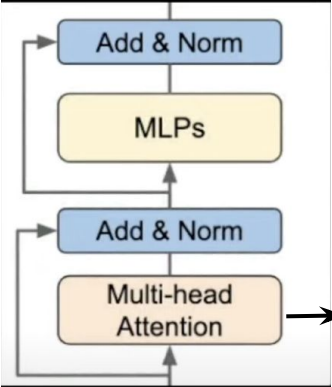 Add & Norm
MLPs
Add & Norm
Multi-head
Attention